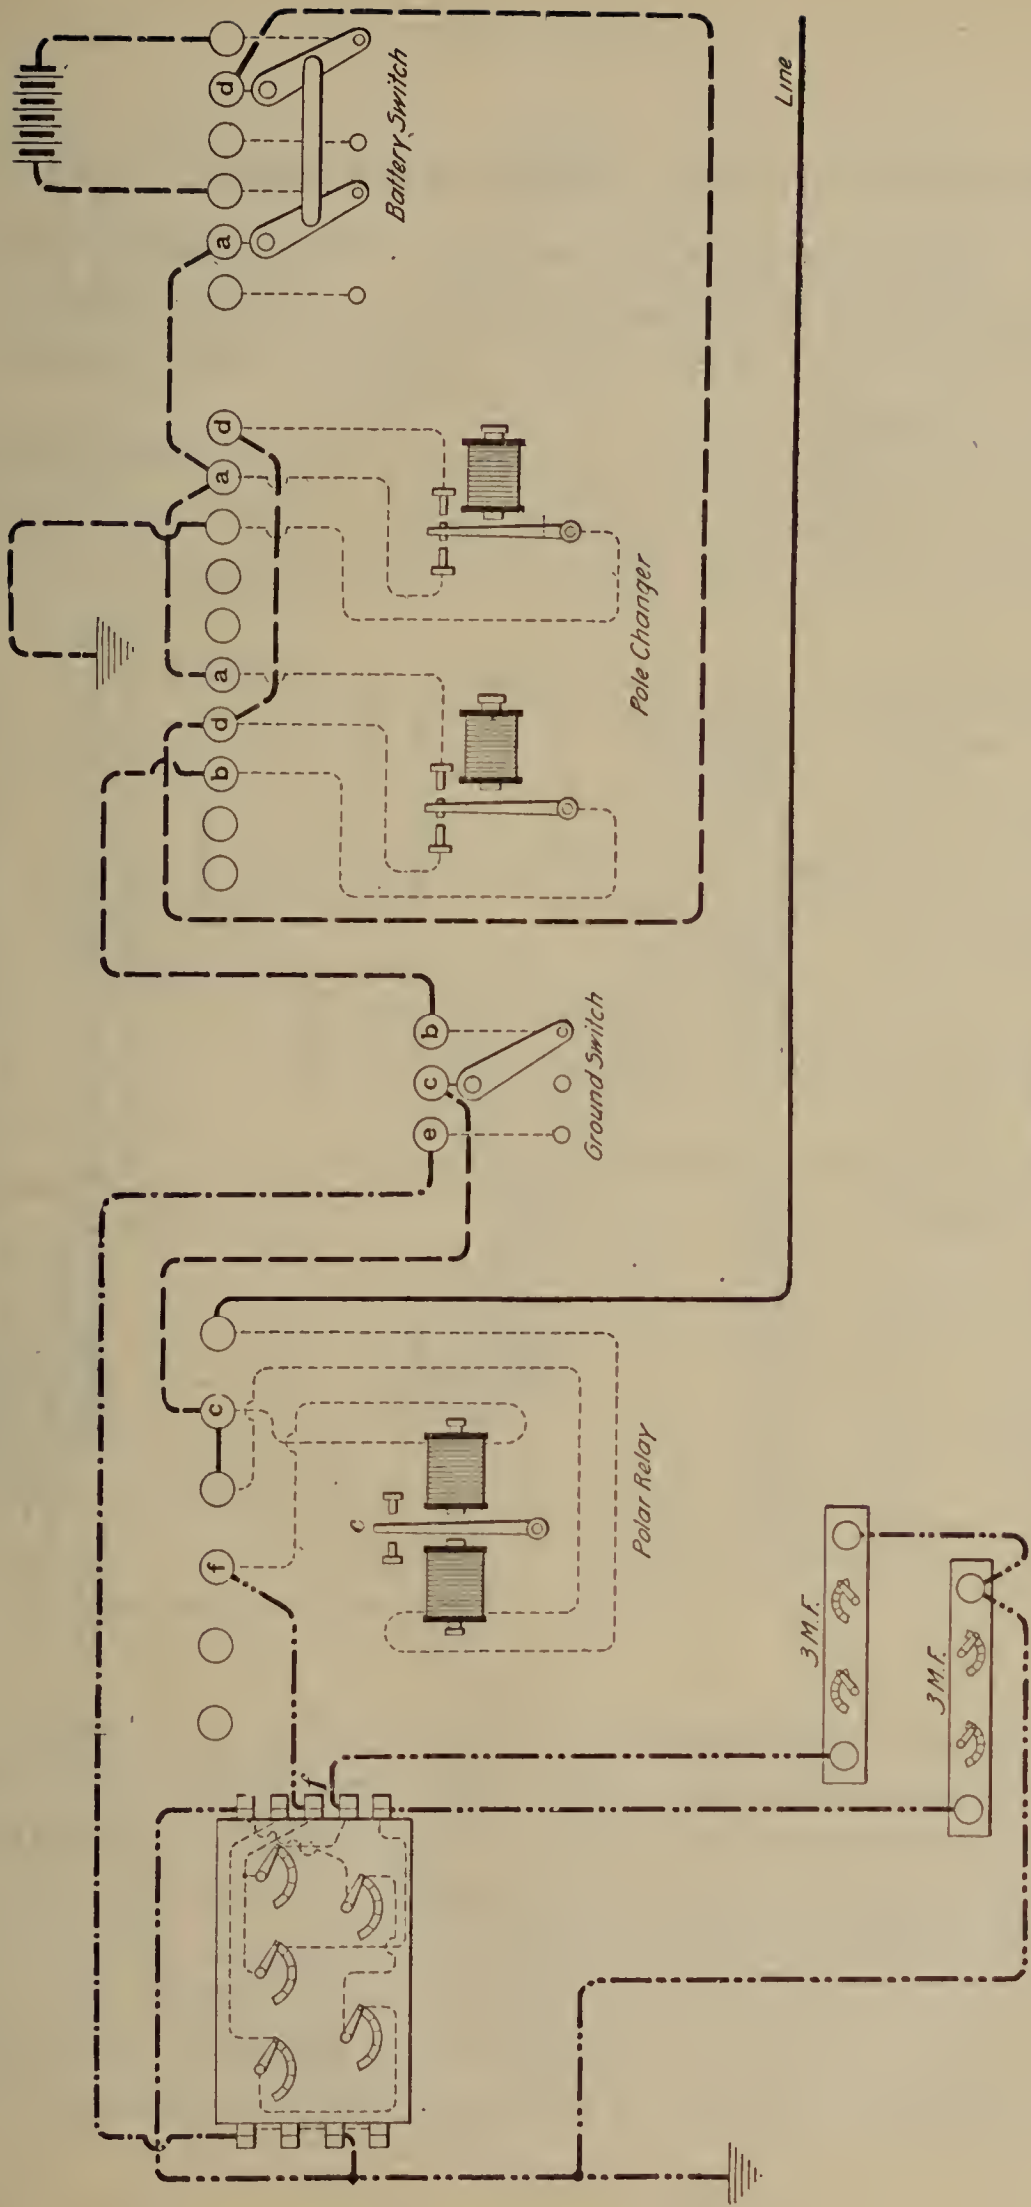 Line
Battery Switch
d
a
d
a
a
d
b
Pole Changer
b
c
e
Ground Switch
c
f
c
Polar Relay
3 M.F.
3 M.F.
f